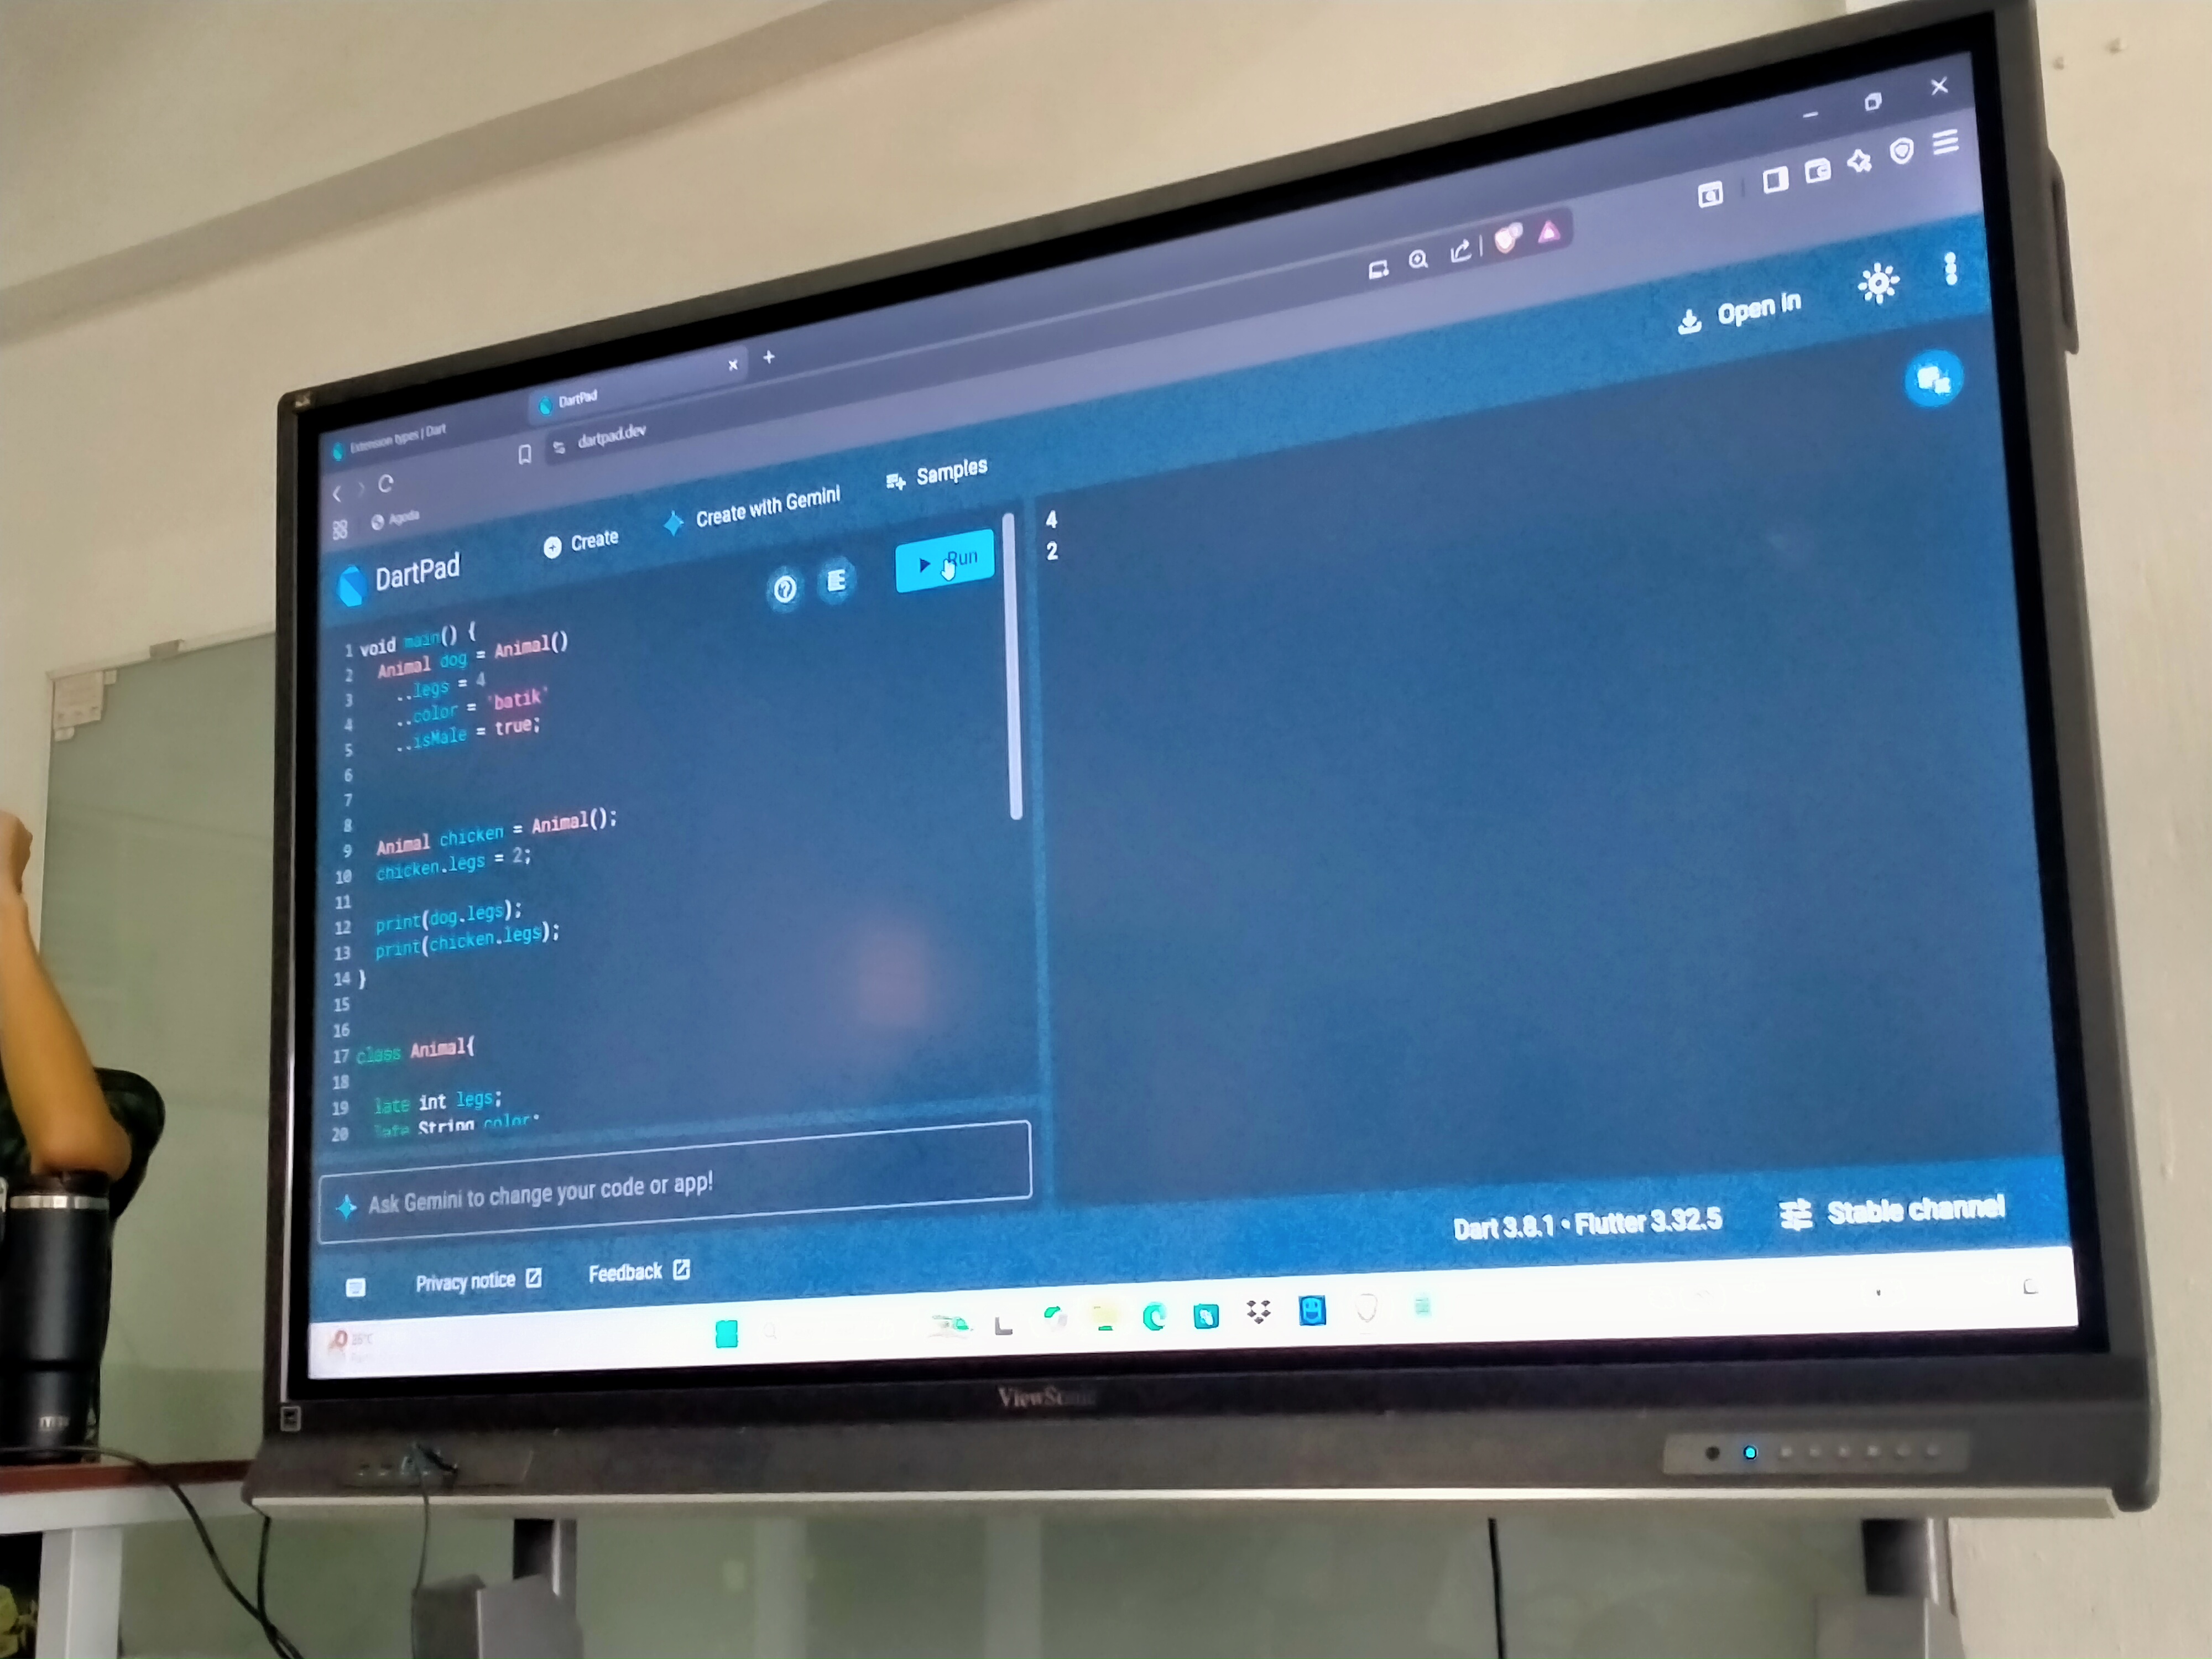 Extension types | Dart
DartPad
dartpad.dev
Agoda
DartPad
Create
Create with Gemini
Samples
Open in
Run
1 void main() {
2 Animal dog = Animal()
3 ..legs = 4
4 ..color = 'batik'
5 ..isMale = true;
6
7
8
9 Animal chicken = Animal();
10 chicken.legs = 2;
11
12 print(dog.legs);
13 print(chicken.legs);
14 }
15
16
17 class Animal{
18
19 late int legs;
20 late String color;
4
2
Ask Gemini to change your code or app!
Privacy notice
Feedback
Dart 3.8.1 • Flutter 3.32.5
Stable channel